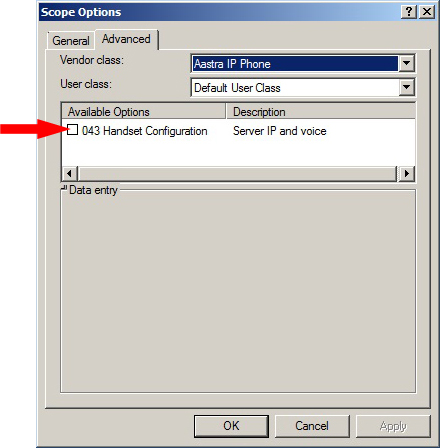 Scope Options
General Advanced
Vendor class: Aastra IP Phone
User class: Default User Class
Available Options Description
043 Handset Configuration Server IP and voice
Data entry
OK Cancel Apply